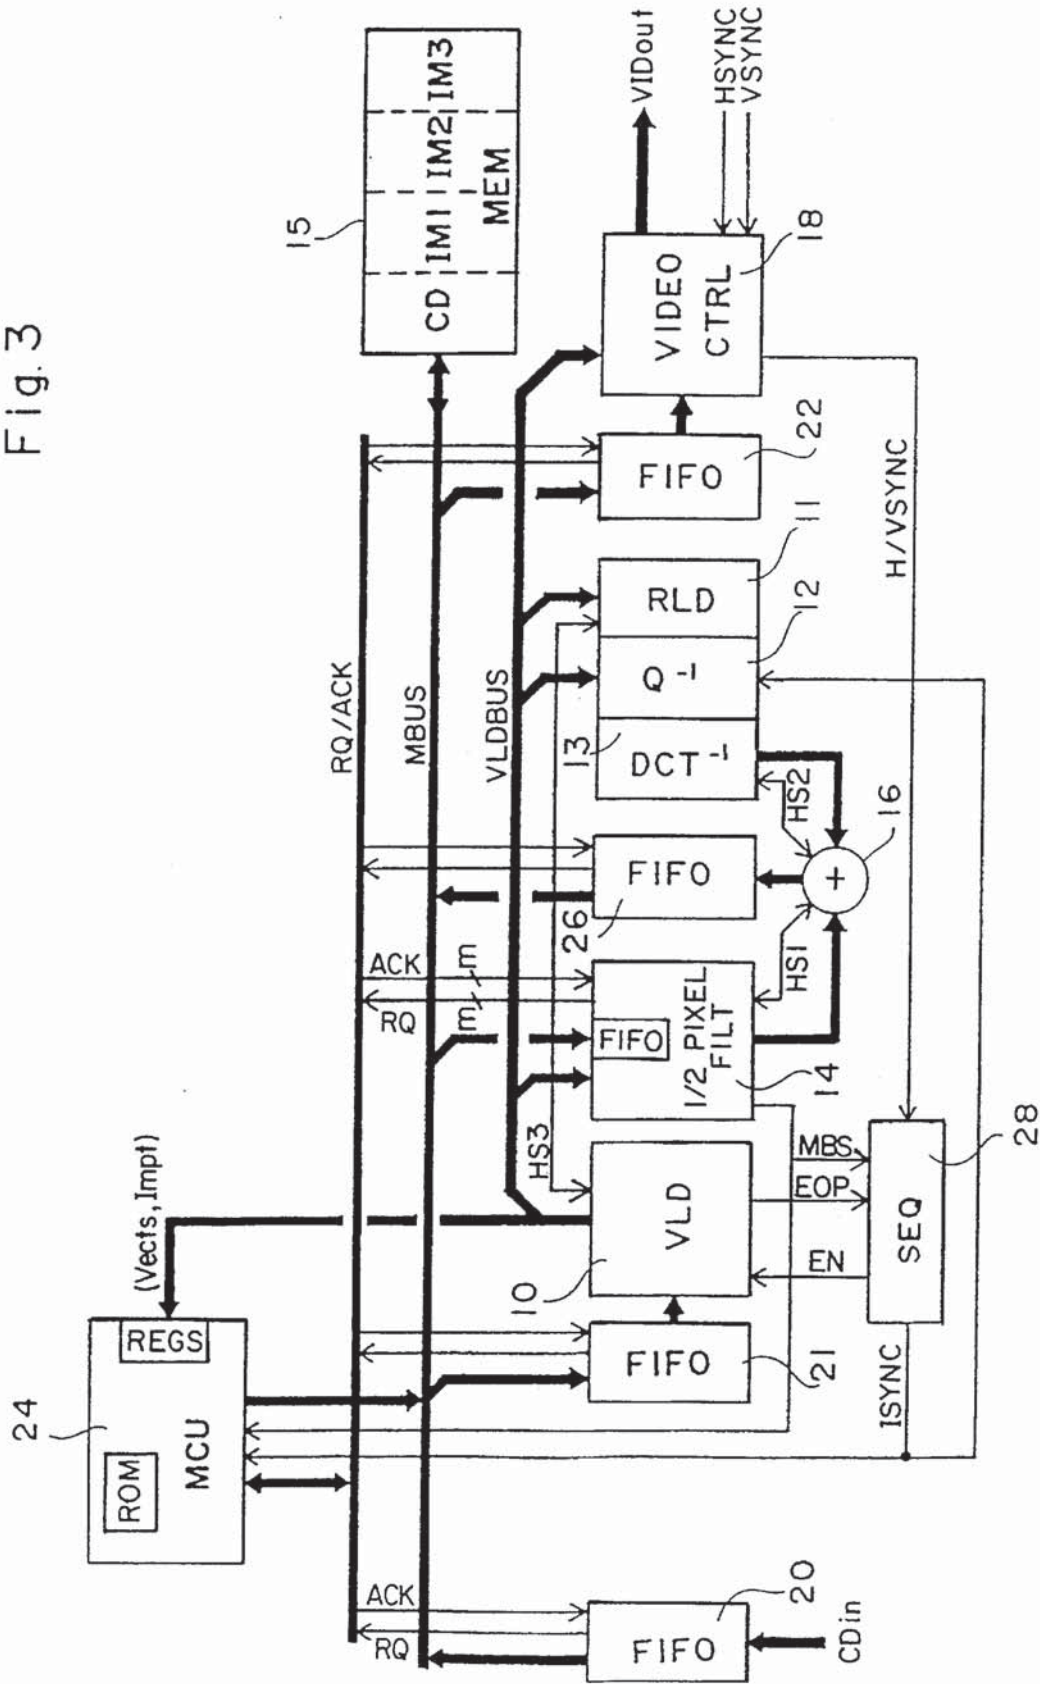 Fig. 3
15
CD IM1 IM2 IM3
MEM
VIDout
HSYNC
VSYNC
VIDEO
CTRL
18
FIFO
22
RLD
11
Q⁻¹
12
13
DCT⁻¹
H/VSYNC
RQ/ACK
MBUS
VLDBUS
HS2
16
+
FIFO
26
HS1
ACK
RQ
m
m
FIFO
1/2 PIXEL
FILT
14
HS3
VLD
10
MBS
EOP
EN
SEQ
28
ISYNC
(Vects, Impt)
REGS
24
ROM
MCU
FIFO
21
ACK
RQ
FIFO
20
CDin